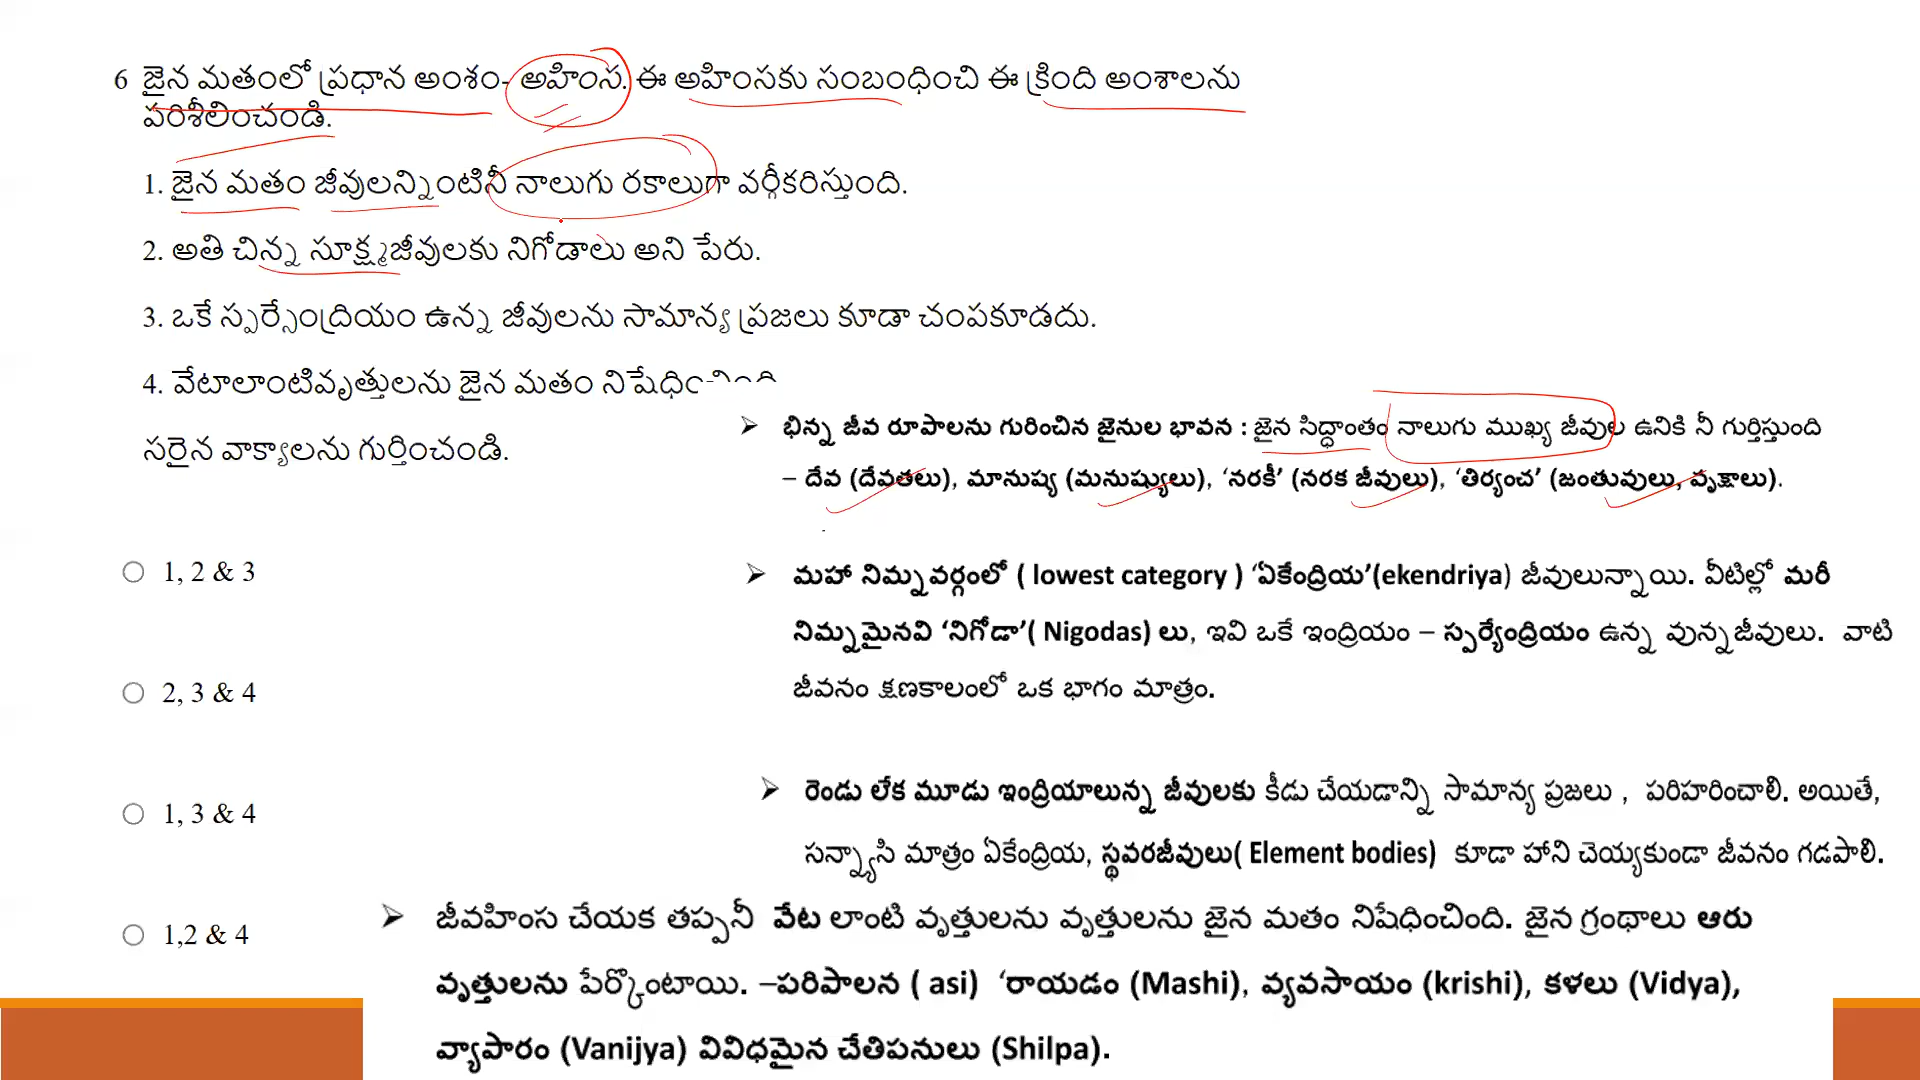 6 జైన మతంలో ప్రధాన అంశం- అహింస. ఈ అహింసకు సంబంధించి ఈ క్రింది అంశాలను
పరిశీలించండి.
1. జైన మతం జీవులన్నింటినీ నాలుగు రకాలుగా వర్గీకరిస్తుంది.
2. అతి చిన్న సూక్ష్మజీవులకు నిగోడాలు అని పేరు.
3. ఒకే స్పర్సేంద్రియం ఉన్న జీవులను సామాన్య ప్రజలు కూడా చంపకూడదు.
4. వేటాలాంటివృత్తులను జైన మతం
సరైన వాక్యాలను గుర్తించండి.
1, 2 & 3
2, 3 & 4
1, 3 & 4
1,2 & 4
➢ భిన్న జీవ రూపాలను గురించిన జైనుల భావన : జైన సిద్ధాంతం నాలుగు ముఖ్య జీవుల ఉనికి నీ గుర్తిస్తుంది
– దేవ (దేవతలు), మానుష్య (మనుష్యులు), ‘నరకీ’ (నరక జీవులు), ‘తిర్యంచ’ (జంతువులు, వృక్షాలు).
➢ మహా నిమ్నవర్గంలో ( lowest category ) ‘ఏకేంద్రియ’(ekendriya) జీవులున్నాయి. వీటిల్లో మరీ
నిమ్నమైనవి ‘నిగోడా’( Nigodas) లు, ఇవి ఒకే ఇంద్రియం – స్పర్శేంద్రియం ఉన్న వున్నజీవులు. వాటి
జీవనం క్షణకాలంలో ఒక భాగం మాత్రం.
➢ రెండు లేక మూడు ఇంద్రియాలున్న జీవులకు కీడు చేయడాన్ని సామాన్య ప్రజలు , పరిహరించాలి. అయితే,
సన్న్యాసి మాత్రం ఏకేంద్రియ, స్థవరజీవులు( Element bodies) కూడా హాని చెయ్యకుండా జీవనం గడపాలి.
➢ జీవహింస చేయక తప్పనీ వేట లాంటి వృత్తులను వృత్తులను జైన మతం నిషేధించింది. జైన గ్రంథాలు ఆరు
వృత్తులను పేర్కొంటాయి. –పరిపాలన ( asi) ‘రాయడం (Mashi), వ్యవసాయం (krishi), కళలు (Vidya),
వ్యాపారం (Vanijya) వివిధమైన చేతిపనులు (Shilpa).